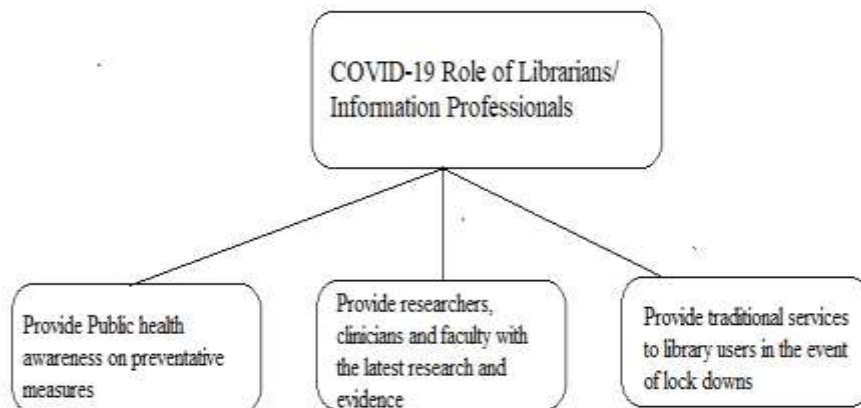 COVID-19 Role of Librarians/
Information Professionals
Provide Public health
awareness on preventative
measures
Provide researchers,
clinicians and faculty with
the latest research and
evidence
Provide traditional services
to library users in the event
of lock downs